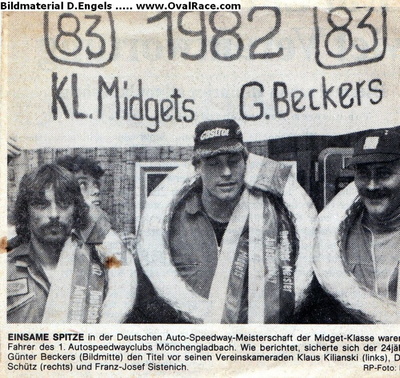 Bildmaterial D.Engels ..... www.OvalRace.com
83 1982 83
KL.Midgets G.Beckers
EINSAME SPITZE in der Deutschen Auto-Speedway-Meisterschaft der Midget-Klasse waren
Fahrer des 1. Autospeedwayclubs Mönchengladbach. Wie berichtet, sicherte sich der 24jäh
Günter Beckers (Bildmitte) den Titel vor seinen Vereinskameraden Klaus Kilianski (links), D
Schütz (rechts) und Franz-Josef Sistenich. RP-Foto: